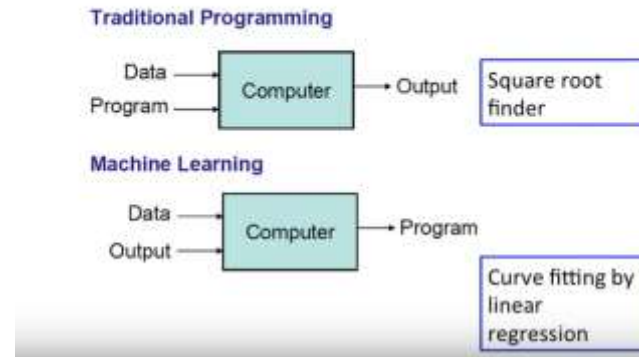 Traditional Programming
Data
Program
Computer
Output
Square root
finder
Machine Learning
Data
Output
Computer
Program
Curve fitting by
linear
regression